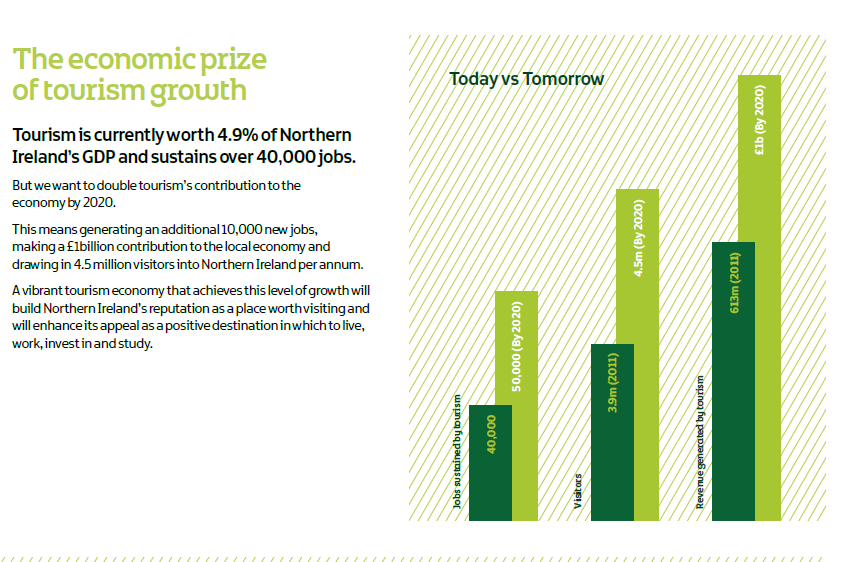 The economic prize
of tourism growth
Tourism is currently worth 4.9% of Northern
Ireland's GDP and sustains over 40,000 jobs.
But we want to double tourism's contribution to the
economy by 2020.
This means generating an additional 10,000 new jobs,
making a £1billion contribution to the local economy and
drawing in 4.5 million visitors into Northern Ireland per annum.
A vibrant tourism economy that achieves this level of growth will
build Northern Ireland's reputation as a place worth visiting and
will enhance its appeal as a positive destination in which to live,
work, invest in and study.
Today vs Tomorrow
Jobs sustained by tourism
40,000
50,000 (By 2020)
Visitors
3.9m (2011)
4.5m (By 2020)
Revenue generated by tourism
613m (2011)
£1b (By 2020)